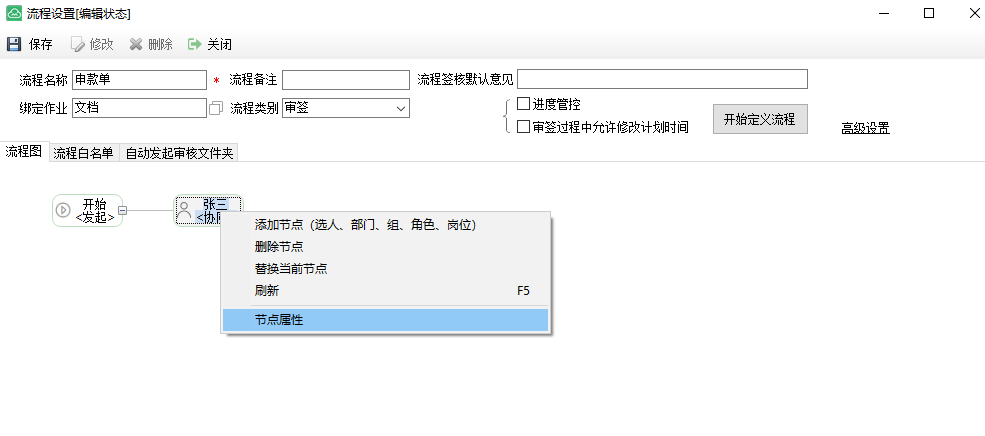 流程设置[编辑状态]
保存 修改 删除 关闭
流程名称 申款单 * 流程备注 流程签核默认意见
绑定作业 文档 流程类别 审签 进度管控
审签过程中允许修改计划时间 开始定义流程 高级设置
流程图 流程白名单 自动发起审核文件夹
开始 张三
<发起> <协
添加节点（选人、部门、组、角色、岗位）
删除节点
替换当前节点
刷新 F5
节点属性